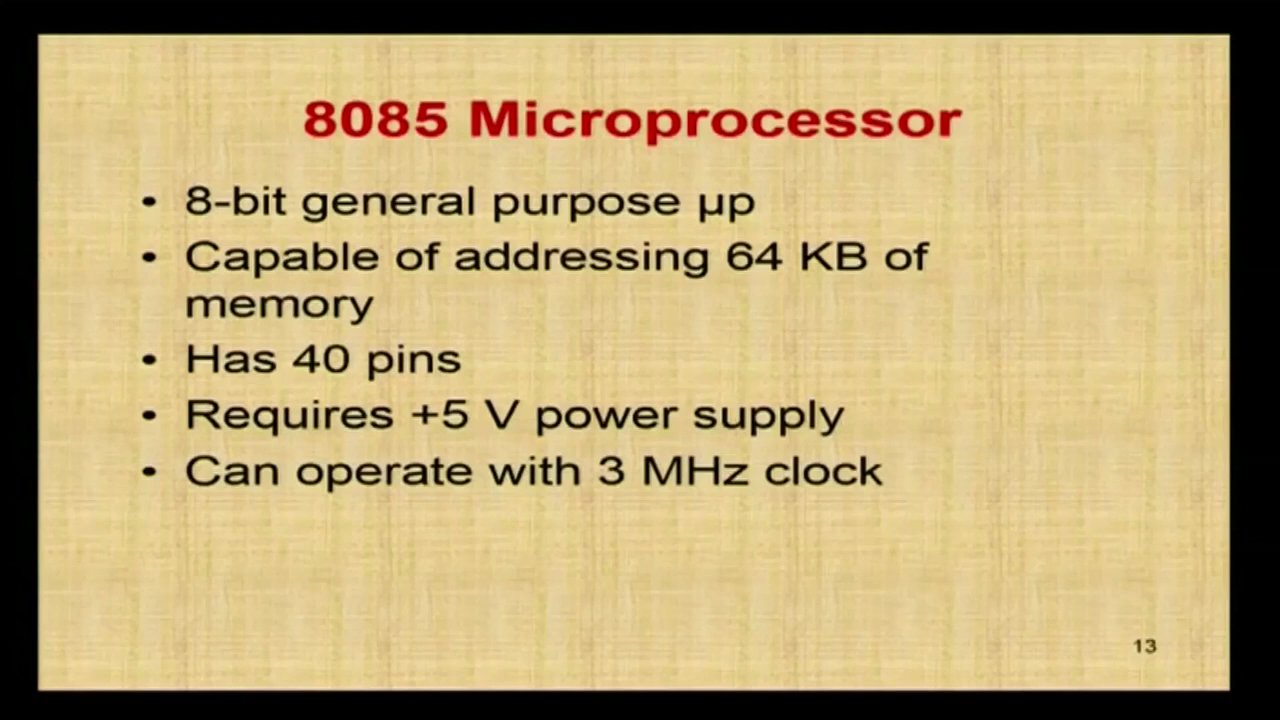 8085 Microprocessor
• 8-bit general purpose µp
• Capable of addressing 64 KB of
memory
• Has 40 pins
• Requires +5 V power supply
• Can operate with 3 MHz clock
13